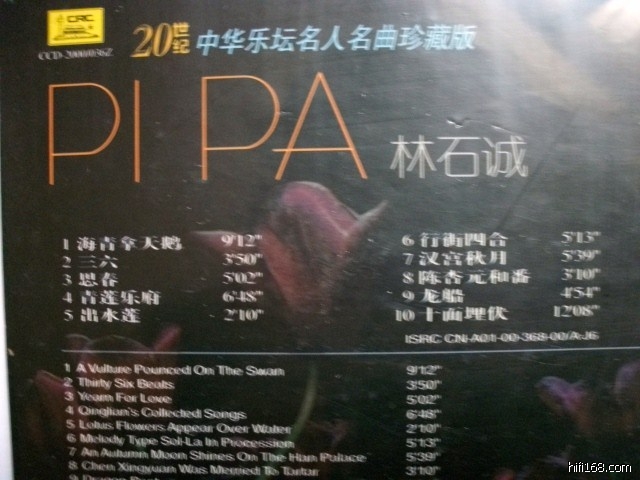 CRC
CCD-2000/036Z
20世纪 中华乐坛名人名曲珍藏版
PI PA 林石诚
1 海青拿天鹅 9'12"
2 三六 3'50"
3 思春 5'02"
4 青莲乐府 6'48"
5 出水莲 2'10"
6 行街四合 5'13"
7 汉宫秋月 5'39"
8 陈杏元和番 3'10"
9 龙船 4'54"
10 十面埋伏 12'08"
ISRC CN-A01-00-368-00/A.J6
1 A Vulture Pounced On The Swan 9'12"
2 Thirty Six Beats 3'50"
3 Yearn For Love 5'02"
4 Qinglian's Collected Songs 6'48"
5 Lotus Flowers Appear Over Water 2'10"
6 Melody Type Sol-La In Procession 5'13"
7 An Autumn Moon Shines On The Han Palace 5'39"
8 Chen Xingyuan Was Merried To Tartar 3'10"
hifi168.com